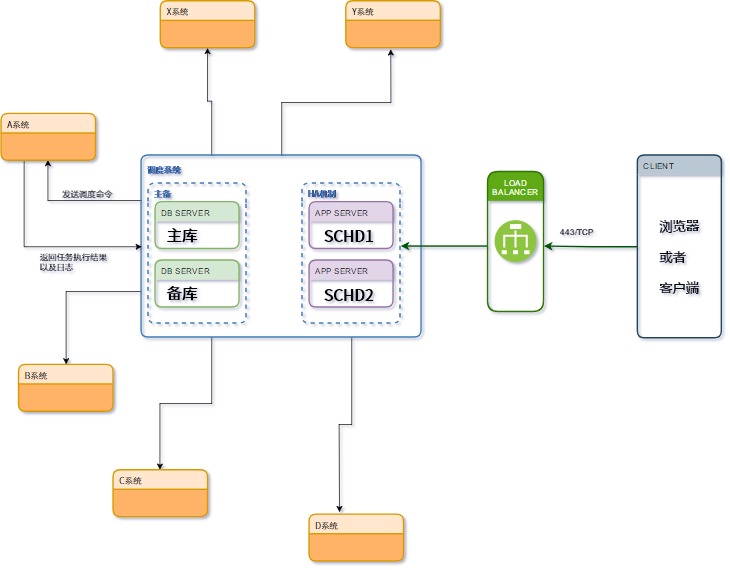 X系统
Y系统
A系统
发送调度命令
返回任务执行结果
以及日志
调度系统
主备
DB SERVER
主库
DB SERVER
备库
HA机制
APP SERVER
SCHD1
APP SERVER
SCHD2
LOAD
BALANCER
443/TCP
CLIENT
浏览器
或者
客户端
B系统
C系统
D系统